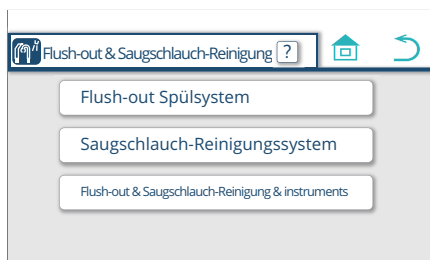 Flush-out & Saugschlauch-Reinigung ?
Flush-out Spülsystem
Saugschlauch-Reinigungssystem
Flush-out & Saugschlauch-Reinigung & instruments